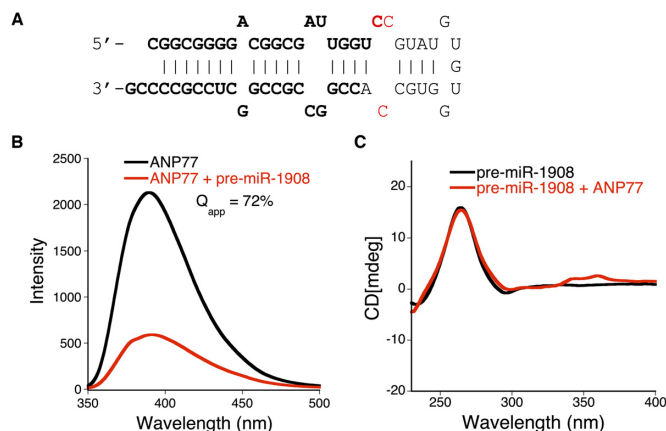 A
A AU CC G
5′– CGGCGGGG CGGCG UGGU GUAU U
|||||||| ||||| |||| |||| G
3′–GCCCCGCCUC GCCGC GCCA CGUG U
G CG C G
B
ANP77
ANP77 + pre-miR-1908
Qapp = 72%
2500
2000
1500
1000
500
0
Intensity
350 400 450 500
Wavelength (nm)
C
pre-miR-1908
pre-miR-1908 + ANP77
20
10
0
-10
-20
CD[mdeg]
250 300 350 400
Wavelength (nm)